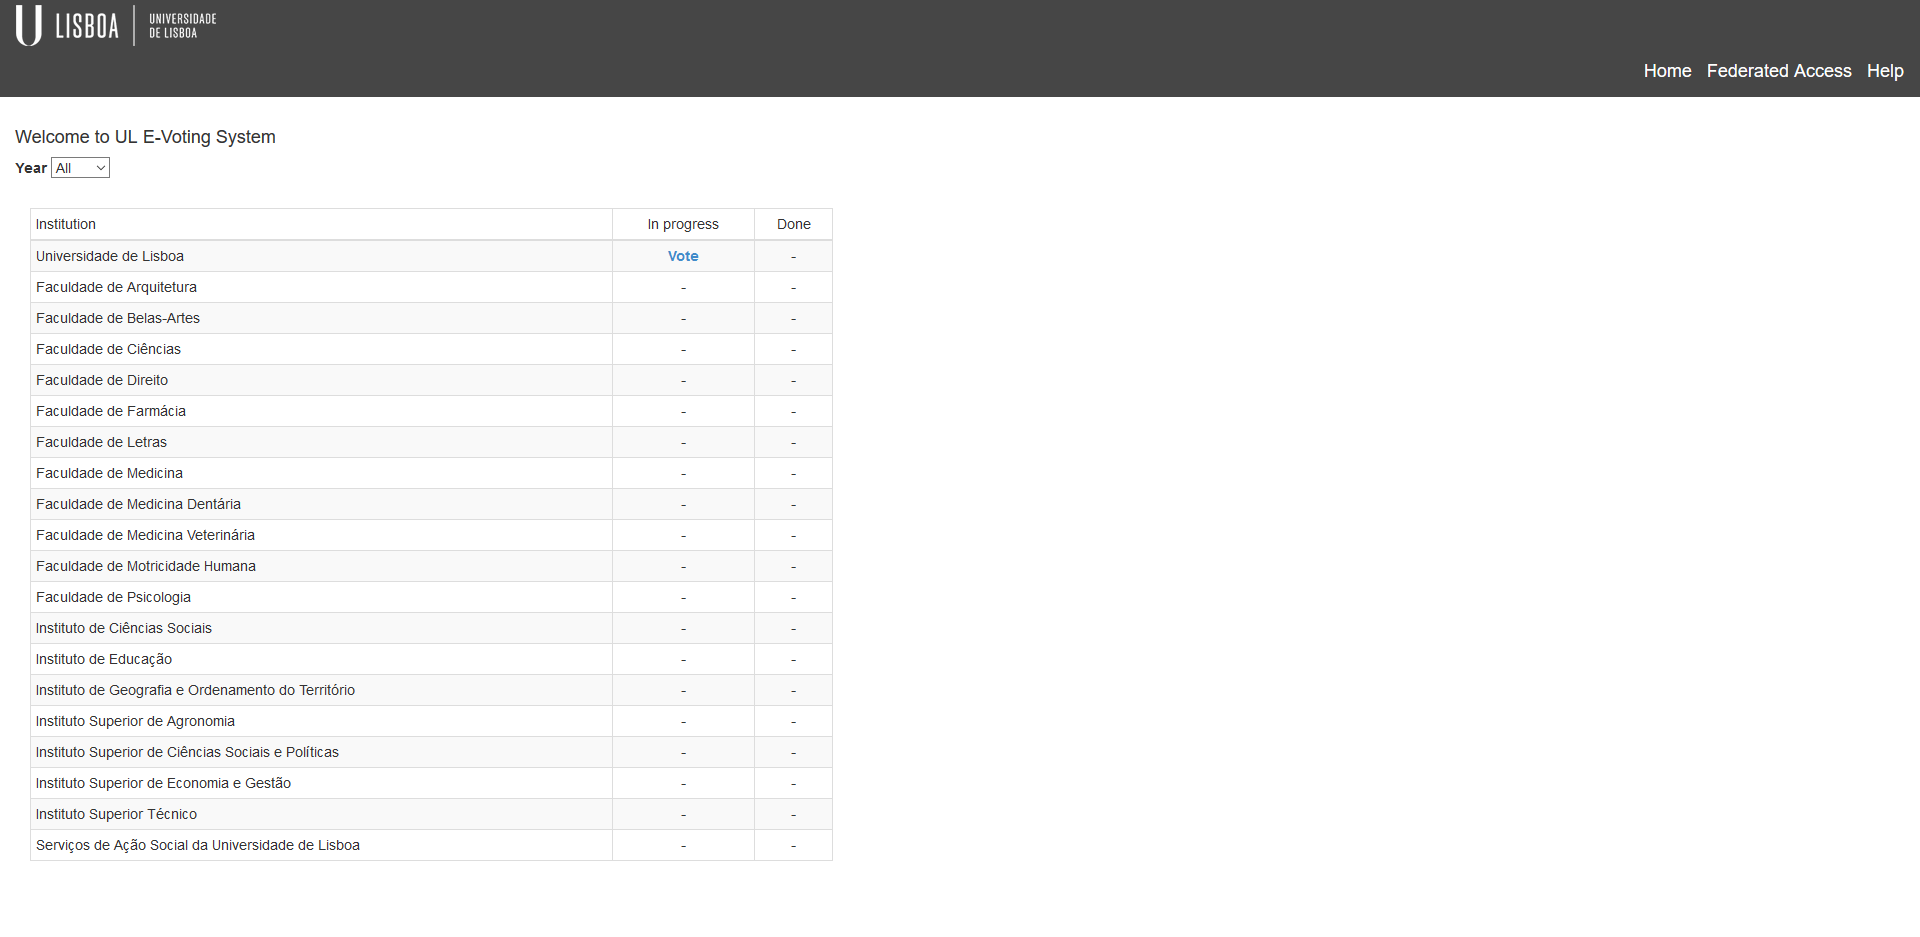 U LISBOA | UNIVERSIDADE
DE LISBOA
Home Federated Access Help
Welcome to UL E-Voting System
Year All
Institution In progress Done
Universidade de Lisboa Vote -
Faculdade de Arquitetura - -
Faculdade de Belas-Artes - -
Faculdade de Ciências - -
Faculdade de Direito - -
Faculdade de Farmácia - -
Faculdade de Letras - -
Faculdade de Medicina - -
Faculdade de Medicina Dentária - -
Faculdade de Medicina Veterinária - -
Faculdade de Motricidade Humana - -
Faculdade de Psicologia - -
Instituto de Ciências Sociais - -
Instituto de Educação - -
Instituto de Geografia e Ordenamento do Território - -
Instituto Superior de Agronomia - -
Instituto Superior de Ciências Sociais e Políticas - -
Instituto Superior de Economia e Gestão - -
Instituto Superior Técnico - -
Serviços de Ação Social da Universidade de Lisboa - -